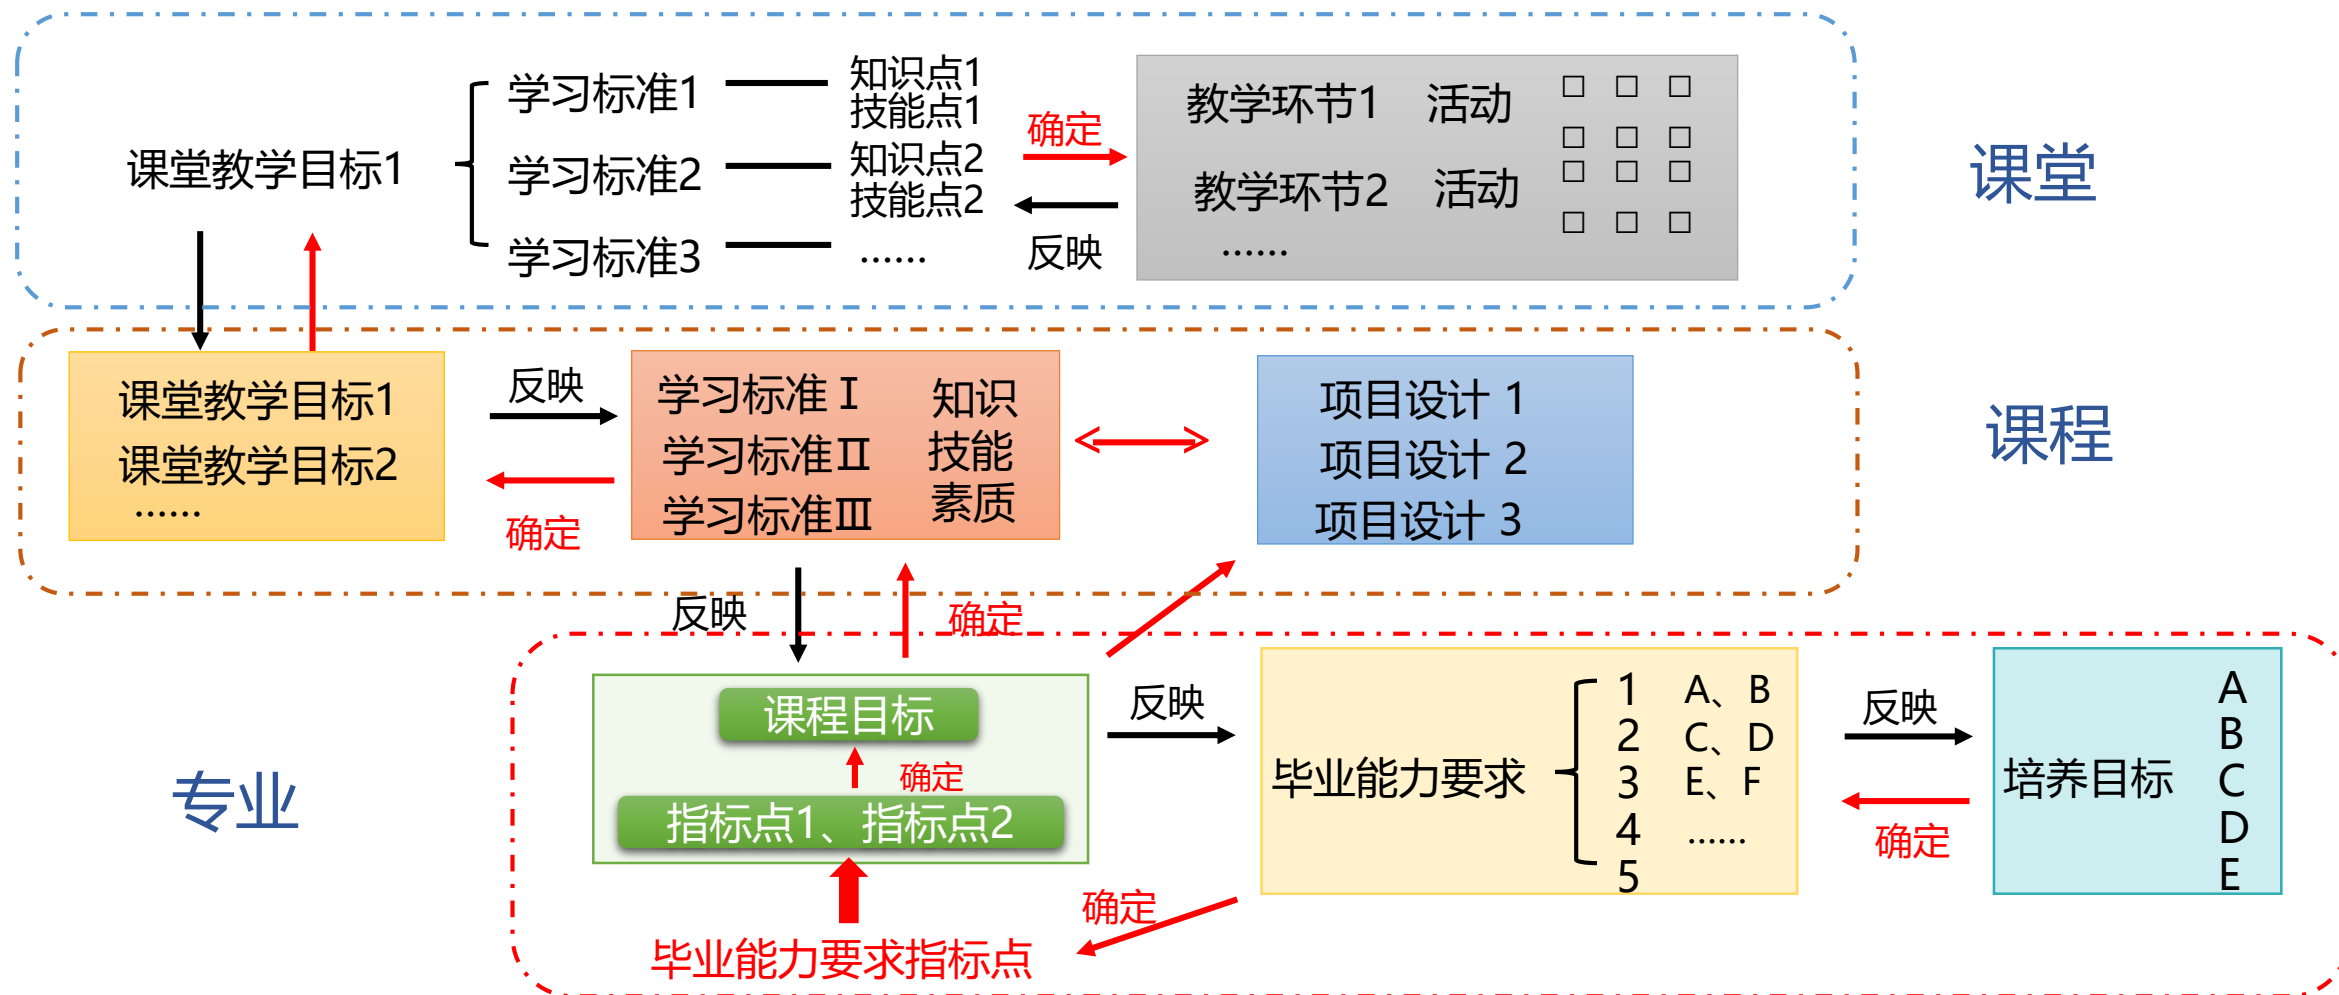 课堂教学目标1
学习标准1
学习标准2
学习标准3
知识点1
技能点1
知识点2
技能点2
……
确定
反映
教学环节1 活动 □ □ □
□ □ □
教学环节2 活动 □ □ □
□ □ □
……
课堂
课堂教学目标1
课堂教学目标2
……
反映
确定
学习标准Ⅰ 知识
学习标准Ⅱ 技能
学习标准Ⅲ 素质
项目设计 1
项目设计 2
项目设计 3
课程
反映
确定
专业
课程目标
确定
指标点1、指标点2
毕业能力要求指标点
反映
确定
毕业能力要求
1 A、B
2 C、D
3 E、F
4 ……
5
反映
确定
培养目标
A
B
C
D
E